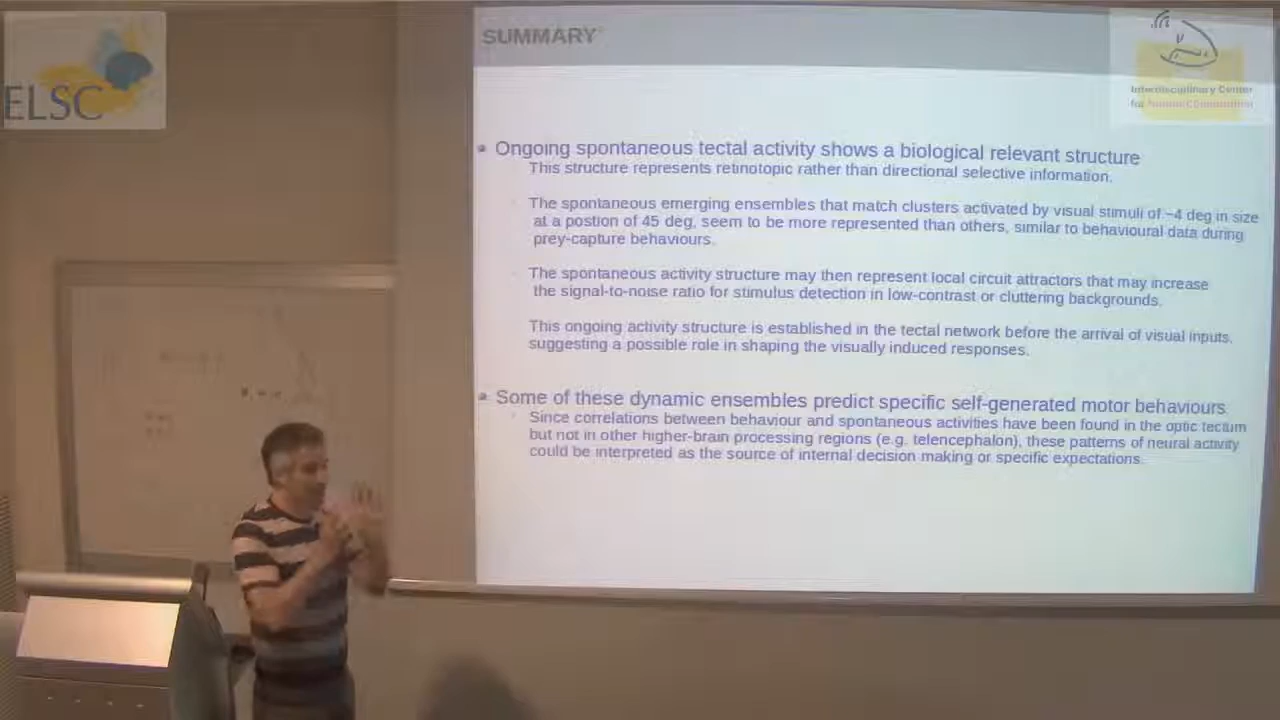 ELSC
SUMMARY
Interdisciplinary Center
for Neural Computation
Ongoing spontaneous tectal activity shows a biological relevant structure
This structure represents retinotopic rather than directional selective information.
The spontaneous emerging ensembles that match clusters activated by visual stimuli of ~4 deg in size
at a postion of 45 deg, seem to be more represented than others, similar to behavioural data during
prey-capture behaviours.
The spontaneous activity structure may then represent local circuit attractors that may increase
the signal-to-noise ratio for stimulus detection in low-contrast or cluttering backgrounds.
This ongoing activity structure is established in the tectal network before the arrival of visual inputs,
suggesting a possible role in shaping the visually induced responses.
Some of these dynamic ensembles predict specific self-generated motor behaviours
Since correlations between behaviour and spontaneous activities have been found in the optic tectum
but not in other higher-brain processing regions (e.g. telencephalon), these patterns of neural activity
could be interpreted as the source of internal decision making or specific expectations.